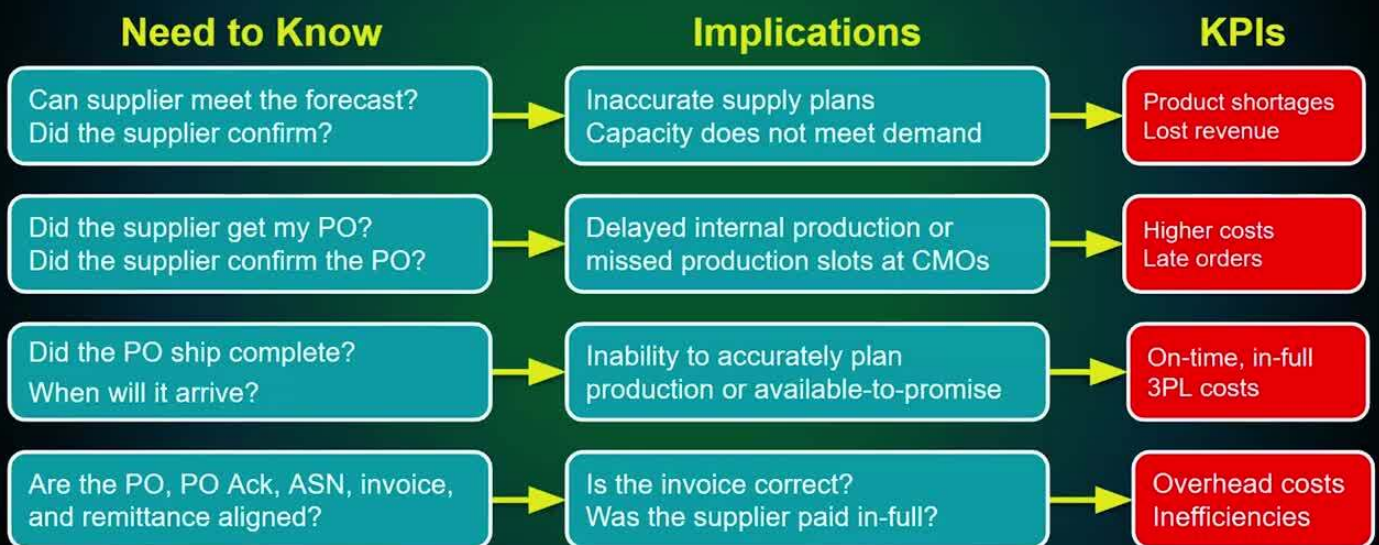 Need to Know
Implications
KPIs
Can supplier meet the forecast?
Did the supplier confirm?
Inaccurate supply plans
Capacity does not meet demand
Product shortages
Lost revenue
Did the supplier get my PO?
Did the supplier confirm the PO?
Delayed internal production or
missed production slots at CMOs
Higher costs
Late orders
Did the PO ship complete?
When will it arrive?
Inability to accurately plan
production or available-to-promise
On-time, in-full
3PL costs
Are the PO, PO Ack, ASN, invoice,
and remittance aligned?
Is the invoice correct?
Was the supplier paid in-full?
Overhead costs
Inefficiencies